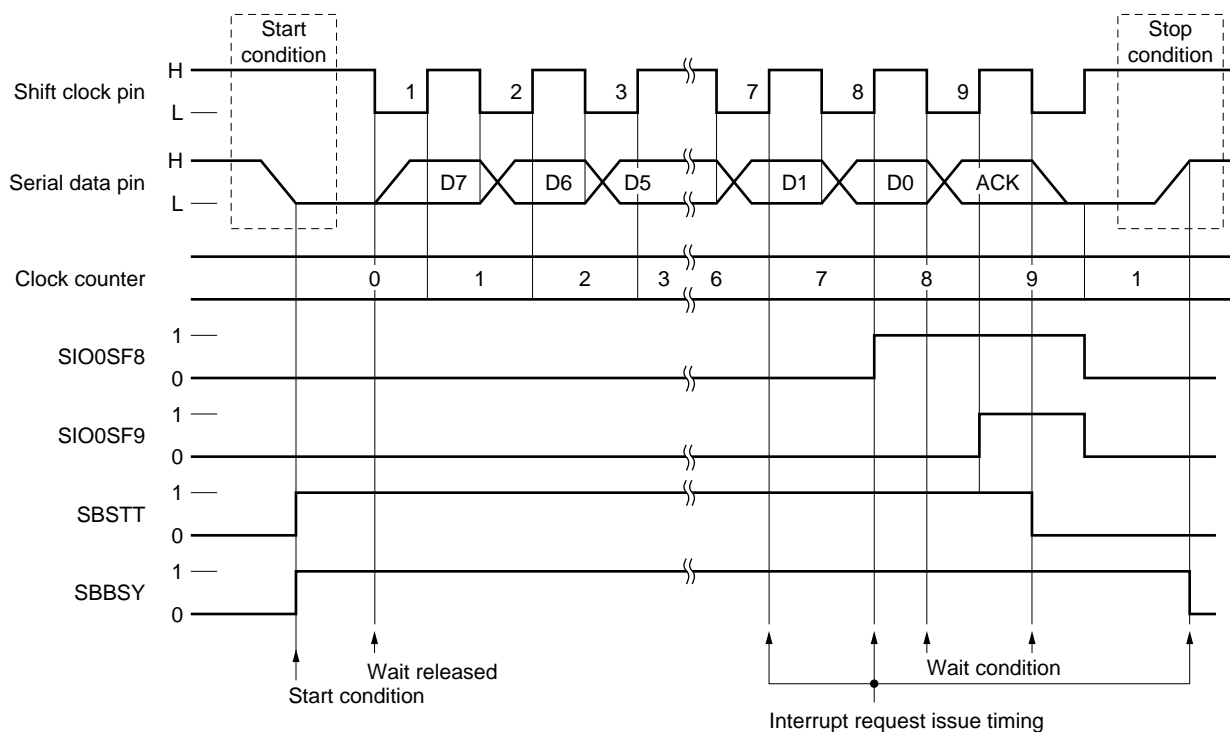 Start
condition
Stop
condition
Shift clock pin
H
L
1 2 3 7 8 9
Serial data pin
H
L
D7 D6 D5 D1 D0 ACK
Clock counter
0 1 2 3 6 7 8 9 1
SIO0SF8
1
0
SIO0SF9
1
0
SBSTT
1
0
SBBSY
1
0
Wait released
Start condition
Wait condition
Interrupt request issue timing